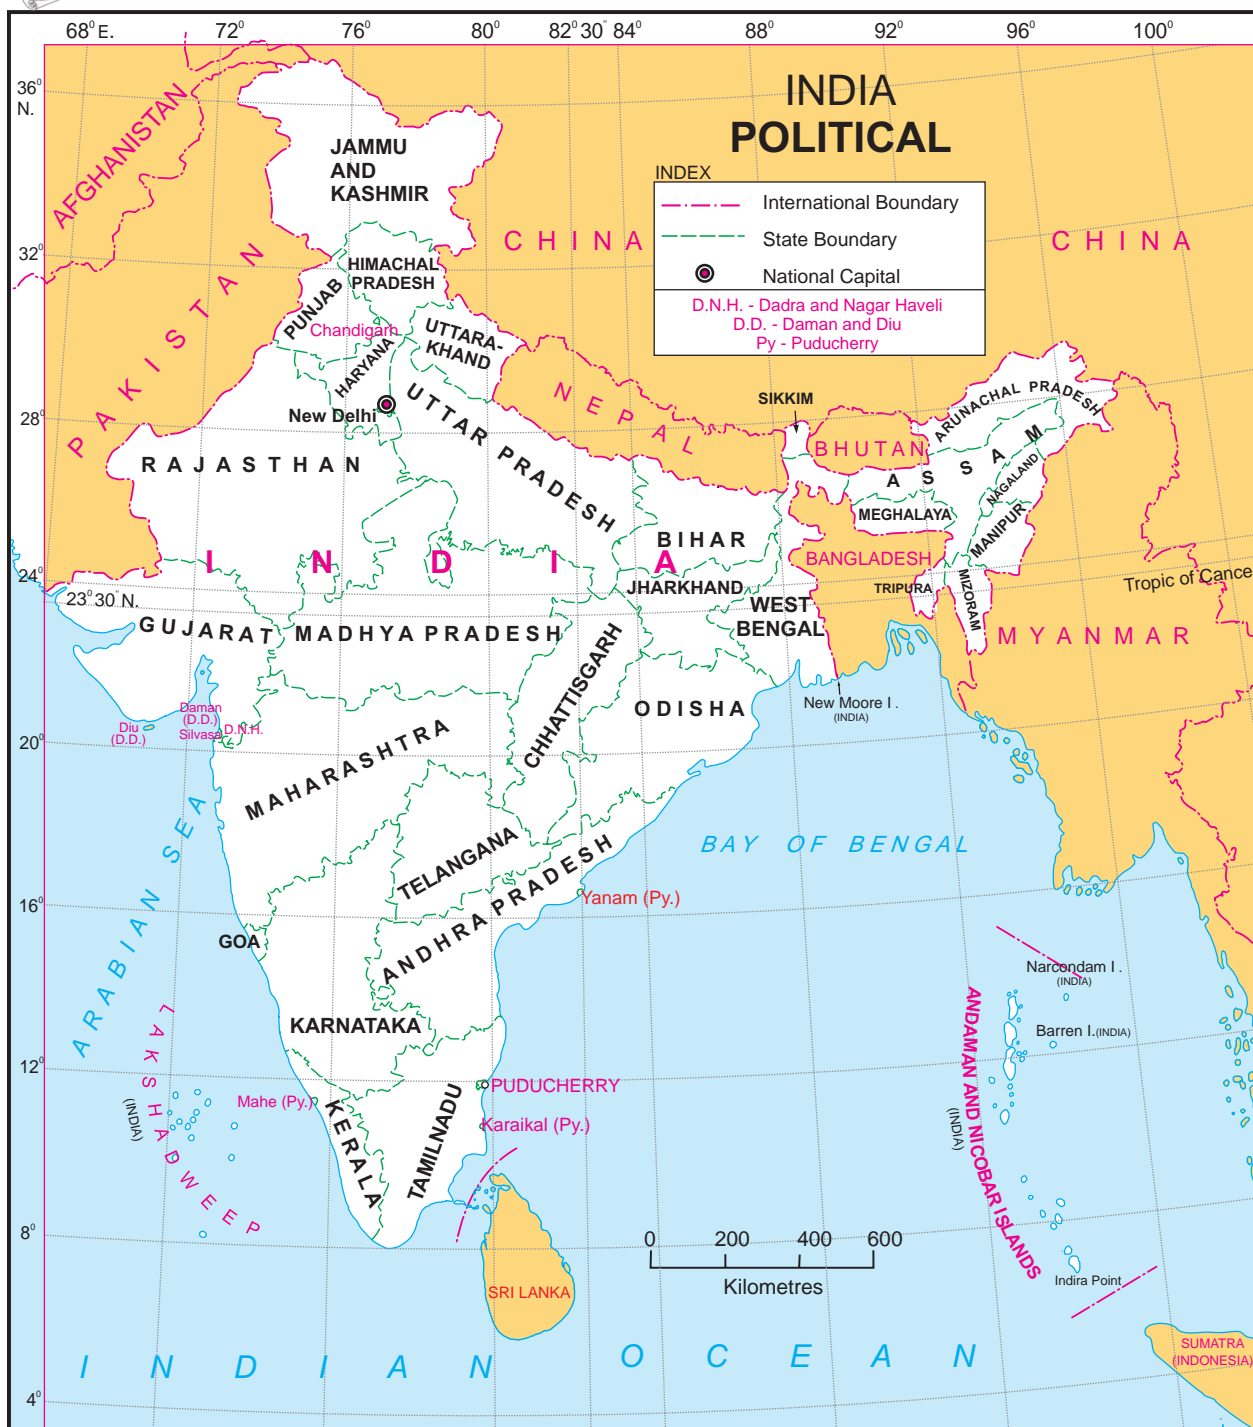 68° E.
72°
76°
80°
82° 30' 84°
88°
92°
96°
100°
36°
N.
32°
28°
24°
23° 30' N.
20°
16°
12°
8°
4°
INDIA
POLITICAL
INDEX
International Boundary
State Boundary
National Capital
D.N.H. - Dadra and Nagar Haveli
D.D. - Daman and Diu
Py - Puducherry
AFGHANISTAN
PAKISTAN
CHINA
CHINA
NEPAL
BHUTAN
BANGLADESH
MYANMAR
SRI LANKA
SUMATRA
(INDONESIA)
INDIA
JAMMU
AND
KASHMIR
HIMACHAL
PRADESH
PUNJAB
Chandigarh
HARYANA
UTTARA-
KHAND
New Delhi
UTTAR PRADESH
RAJASTHAN
SIKKIM
ARUNACHAL PRADESH
ASSAM
NAGALAND
MEGHALAYA
MANIPUR
TRIPURA
MIZORAM
BIHAR
JHARKHAND
WEST
BENGAL
GUJARAT
MADHYA PRADESH
CHHATTISGARH
ODISHA
New Moore I.
(INDIA)
Tropic of Cance
Daman
(D.D.)
Diu
(D.D.)
Silvasa
D.N.H.
MAHARASHTRA
TELANGANA
ANDHRA PRADESH
Yanam (Py.)
GOA
KARNATAKA
PUDUCHERRY
Mahe (Py.)
Karaikal (Py.)
KERALA
TAMILNADU
LAKSHADWEEP
(INDIA)
ARABIAN SEA
BAY OF BENGAL
Narcondam I.
(INDIA)
Barren I.(INDIA)
ANDAMAN AND NICOBAR ISLANDS
(INDIA)
Indira Point
0 200 400 600
Kilometres
INDIAN OCEAN